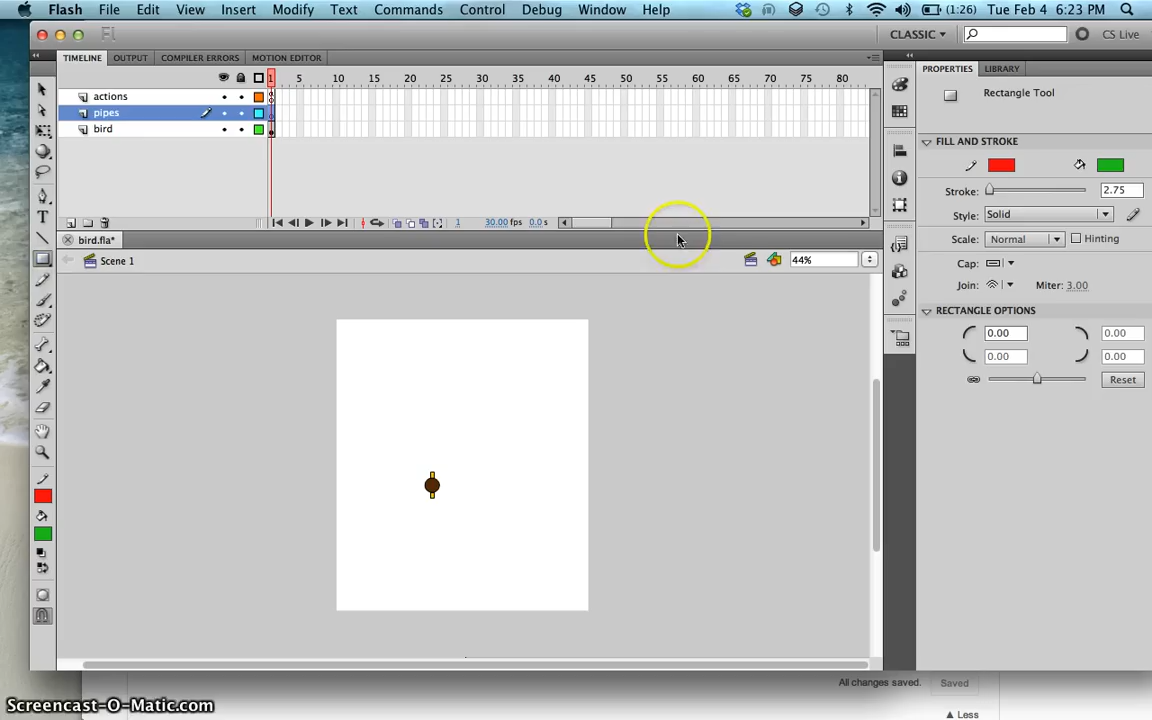 Flash File Edit View Insert Modify Text Commands Control Debug Window Help (1:26) Tue Feb 4 6:23 PM
Fl CLASSIC CS Live
TIMELINE OUTPUT COMPILER ERRORS MOTION EDITOR
1 5 10 15 20 25 30 35 40 45 50 55 60 65 70 75 80
actions
pipes
bird
1 30.00 fps 0.0 s
bird.fla*
Scene 1 44%
PROPERTIES LIBRARY
Rectangle Tool
FILL AND STROKE
Stroke: 2.75
Style: Solid
Scale: Normal Hinting
Cap:
Join: Miter: 3.00
RECTANGLE OPTIONS
0.00 0.00
0.00 0.00
Reset
All changes saved. Saved
Less
Screencast-O-Matic.com